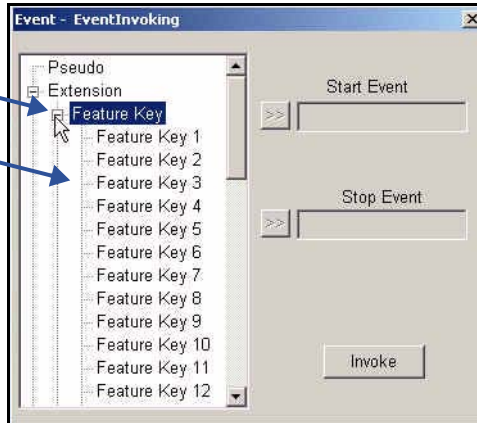 Event - EventInvoking
Pseudo
Extension
Feature Key
Feature Key 1
Feature Key 2
Feature Key 3
Feature Key 4
Feature Key 5
Feature Key 6
Feature Key 7
Feature Key 8
Feature Key 9
Feature Key 10
Feature Key 11
Feature Key 12
Start Event
>>
Stop Event
>>
Invoke